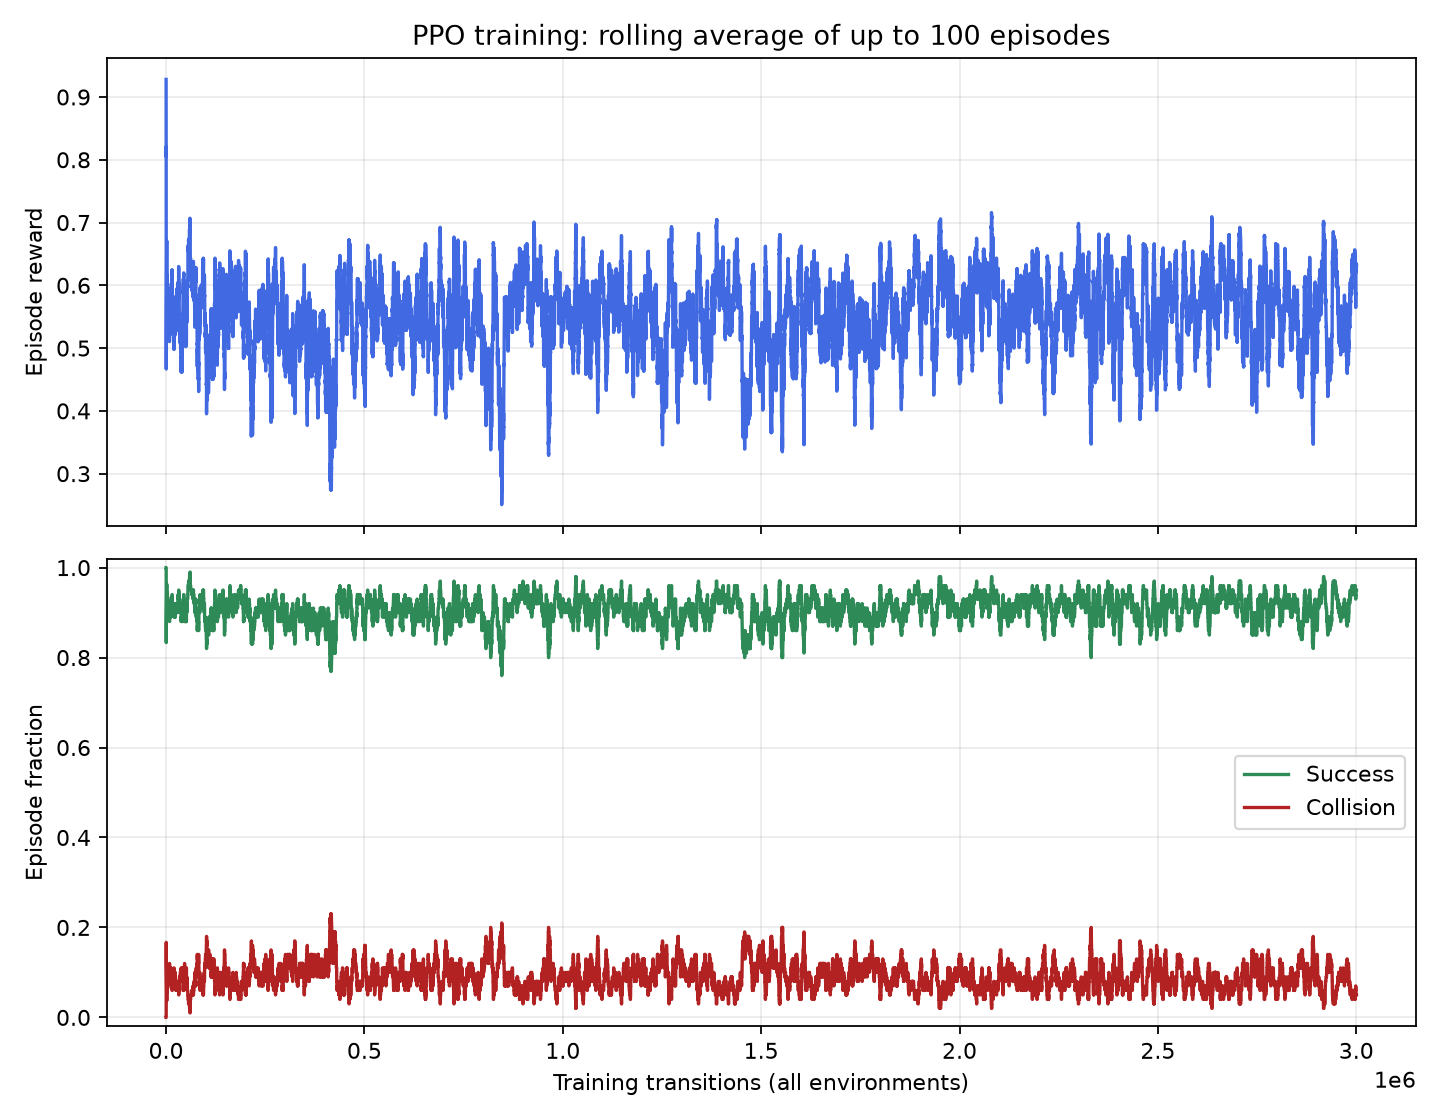 PPO training: rolling average of up to 100 episodes
0.9
0.8
0.7
0.6
0.5
0.4
0.3
Episode reward
1.0
0.8
0.6
0.4
0.2
0.0
Episode fraction
Success
Collision
0.0 0.5 1.0 1.5 2.0 2.5 3.0
1e6
Training transitions (all environments)